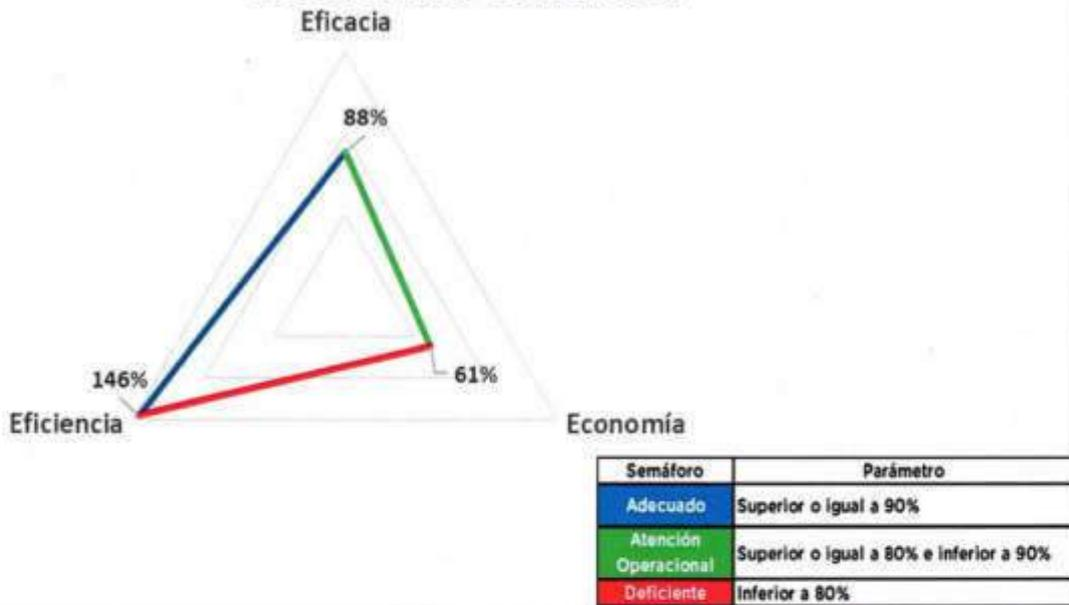 Eficacia
88%
146%
61%
Eficiencia
Economía
Semáforo Parámetro
Adecuado Superior o igual a 90%
Atención
Operacional Superior o igual a 80% e inferior a 90%
Deficiente Inferior a 80%